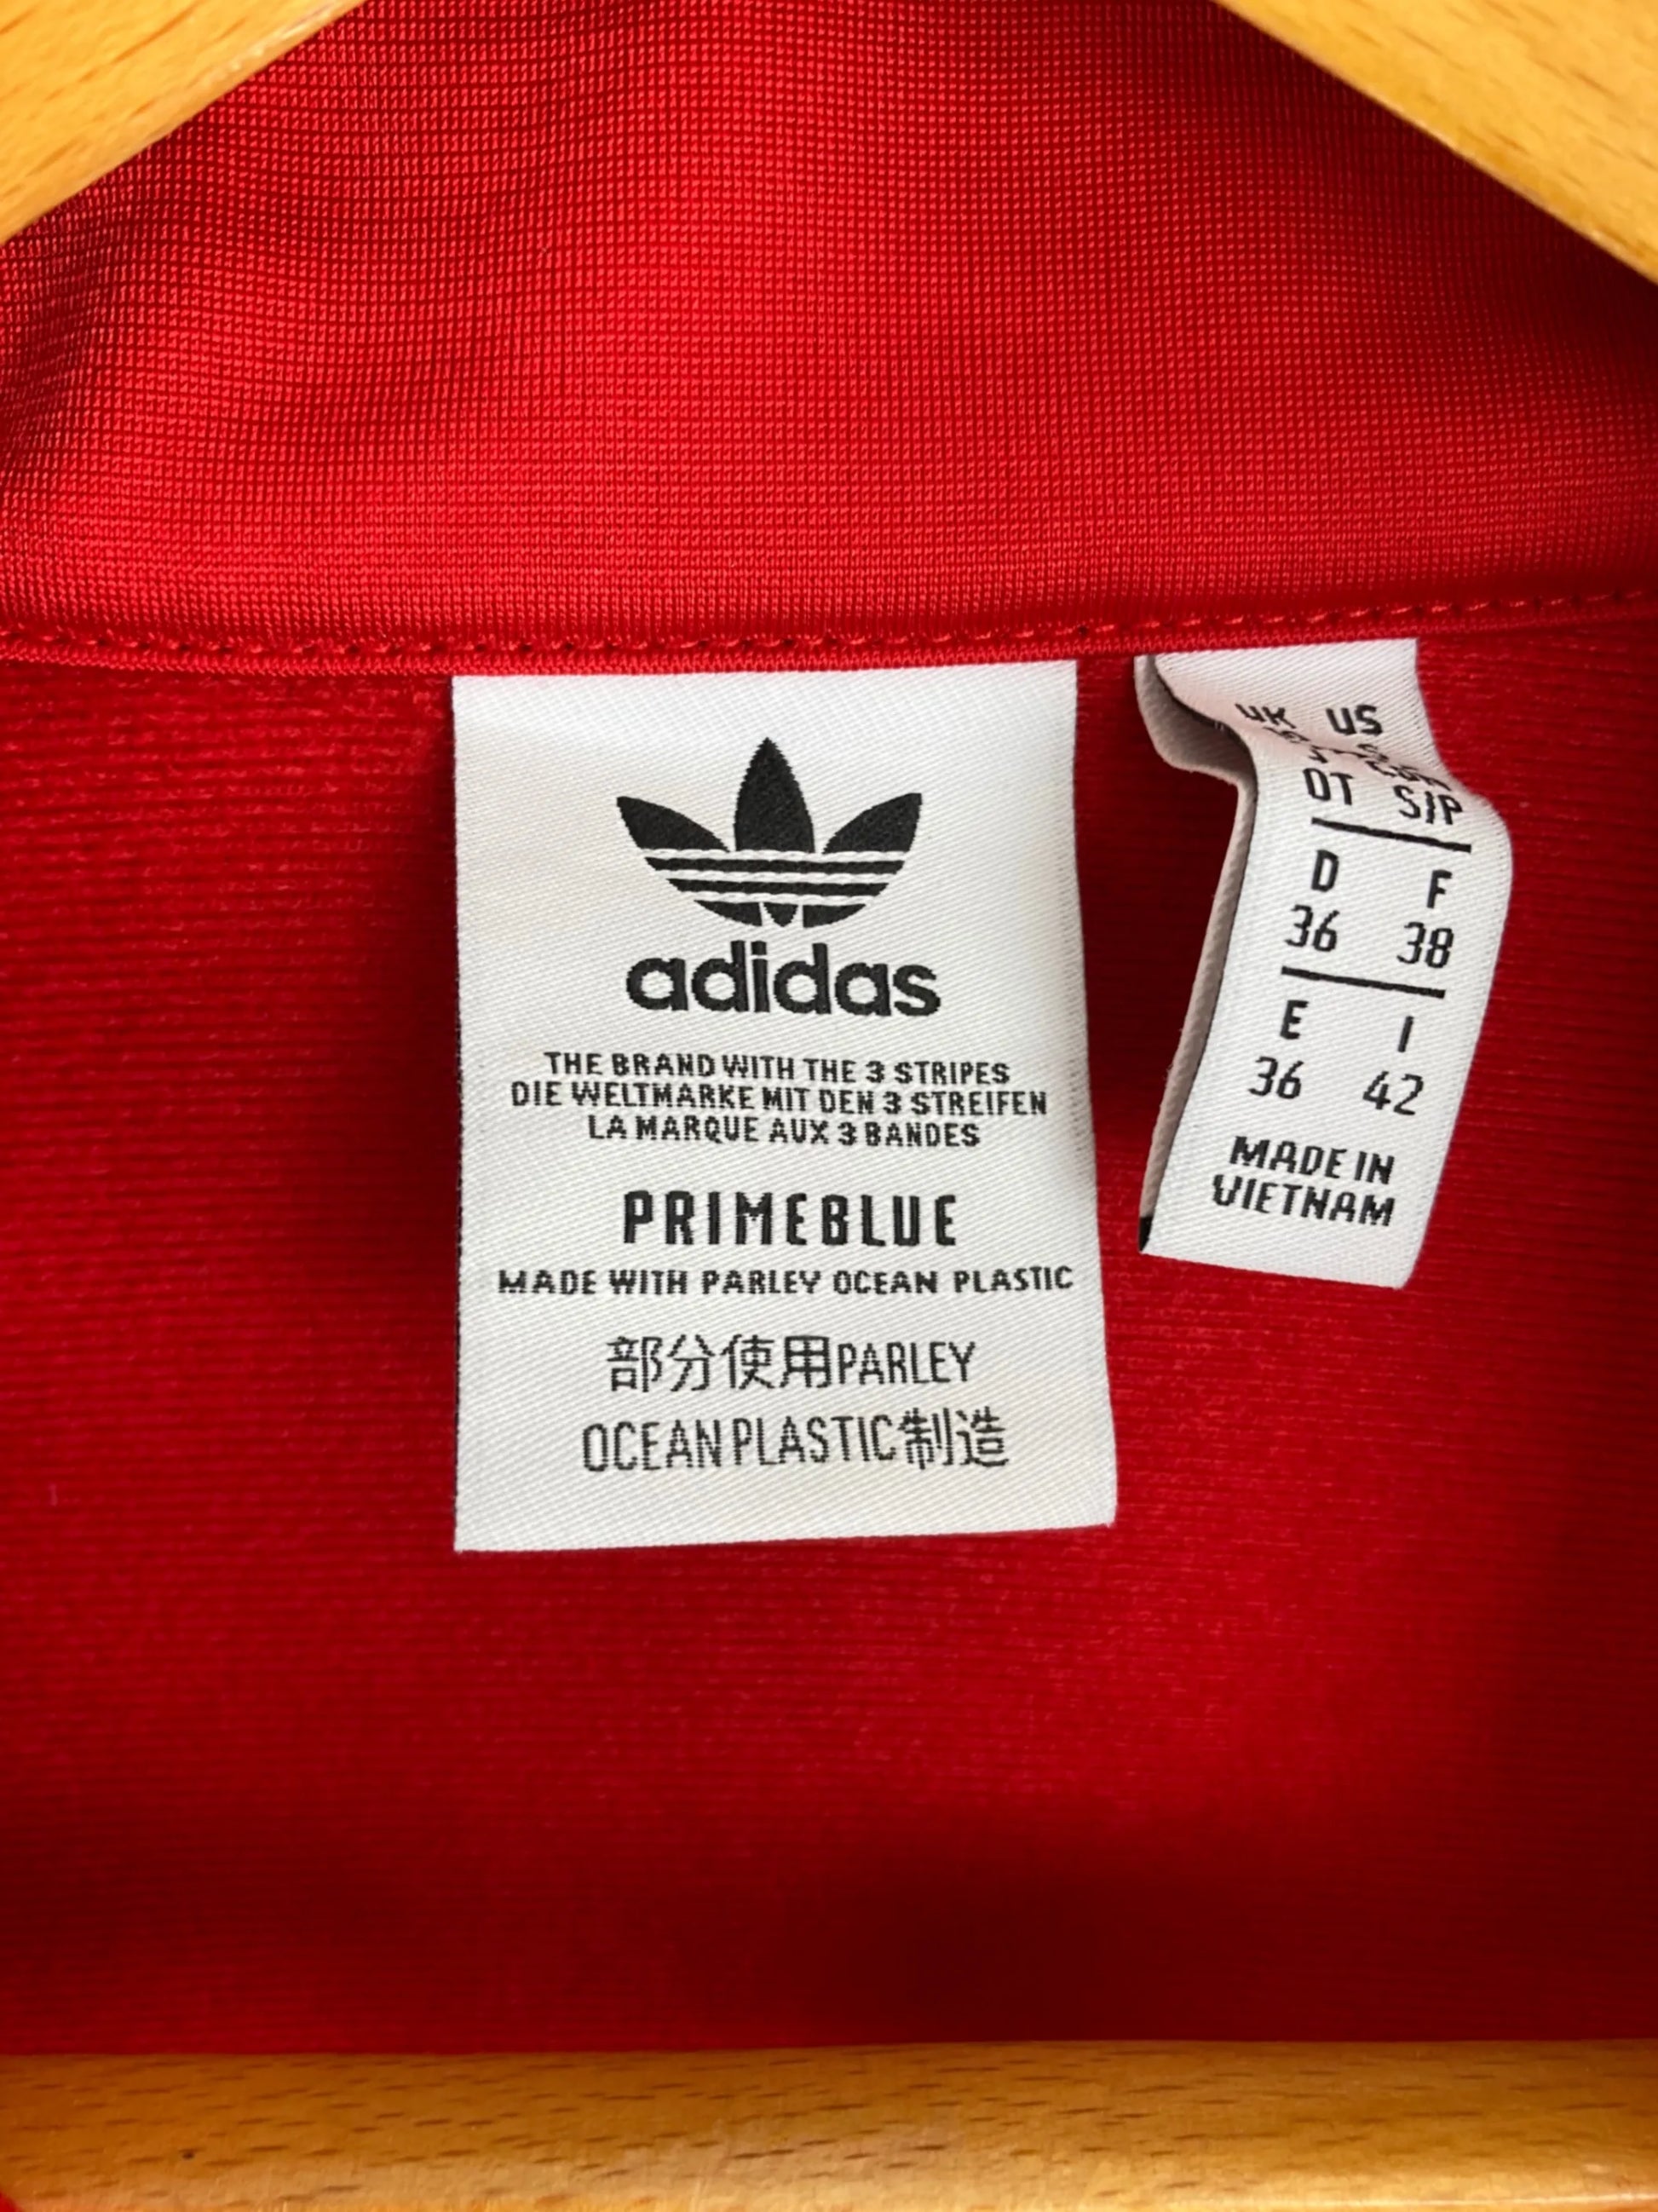 adidas
THE BRAND WITH THE 3 STRIPES
DIE WELTMARKE MIT DEN 3 STREIFEN
LA MARQUE AUX 3 BANDES
PRIMEBLUE
MADE WITH PARLEY OCEAN PLASTIC
部分使用PARLEY
OCEAN PLASTIC制造
UK US
OT S/P
D F
36 38
E I
36 42
MADE IN
VIETNAM